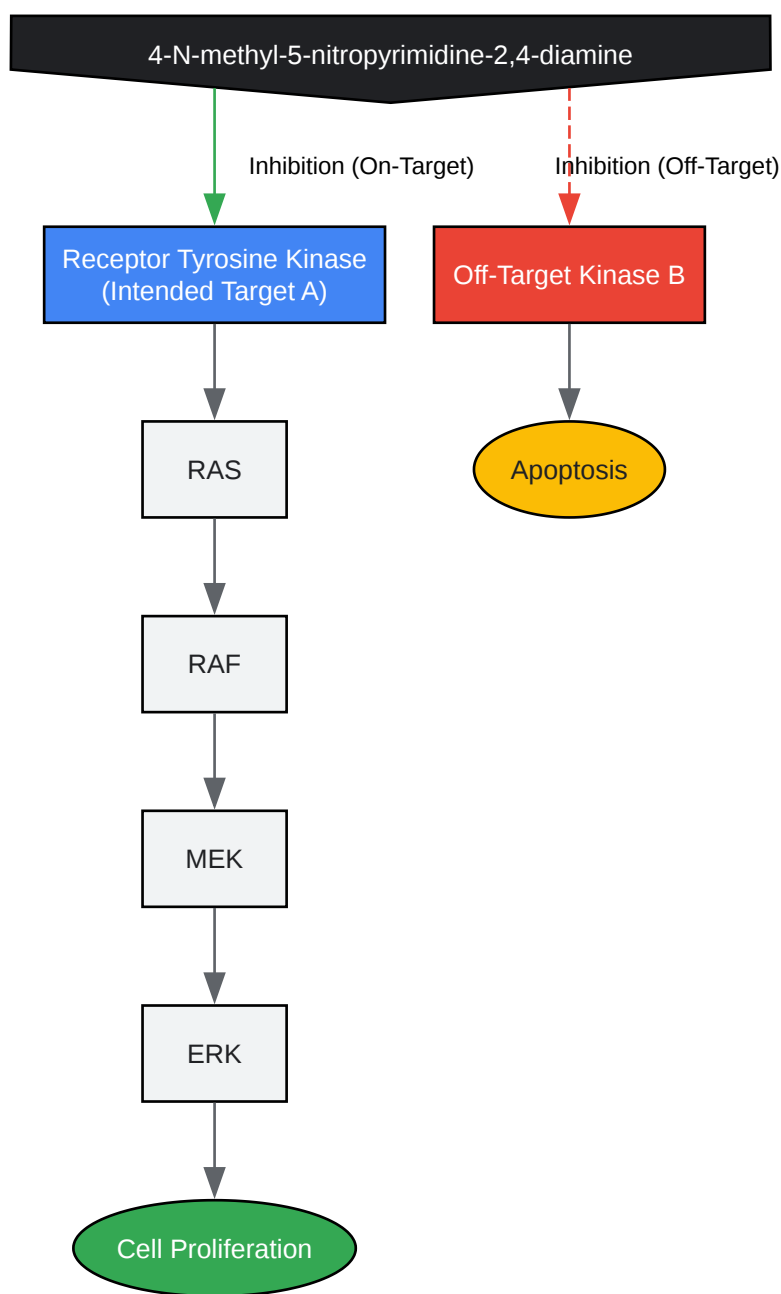 4-N-methyl-5-nitropyrimidine-2,4-diamine
Inhibition (On-Target)
Inhibition (Off-Target)
Receptor Tyrosine Kinase
(Intended Target A)
Off-Target Kinase B
RAS
Apoptosis
RAF
MEK
ERK
Cell Proliferation